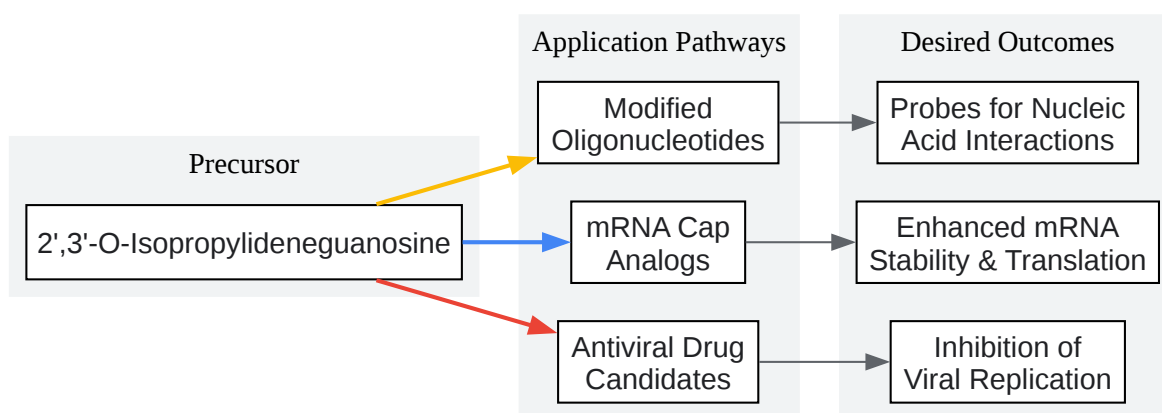 Application Pathways
Desired Outcomes
Modified
Oligonucleotides
Probes for Nucleic
Acid Interactions
Precursor
2',3'-O-Isopropylideneguanosine
mRNA Cap
Analogs
Enhanced mRNA
Stability & Translation
Antiviral Drug
Candidates
Inhibition of
Viral Replication